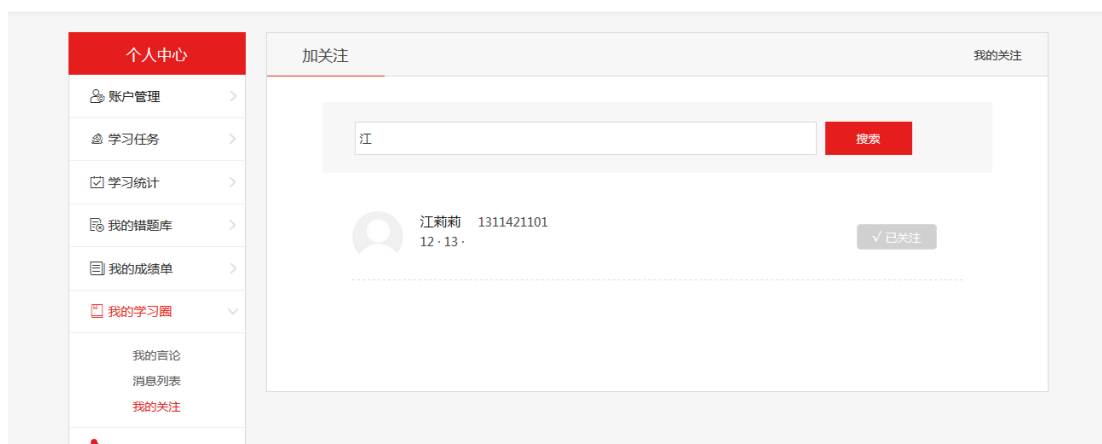 个人中心
账户管理
学习任务
学习统计
我的错题库
我的成绩单
我的学习圈
我的言论
消息列表
我的关注
加关注
我的关注
江
搜索
江莉莉 1311421101
12 · 13 ·
√ 已关注